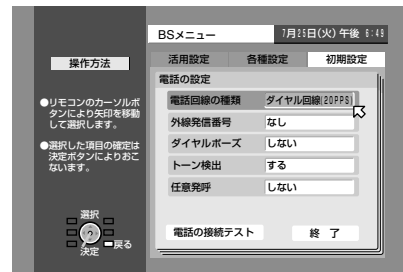 BSメニュー
7月25日(火)午後 6:49
操作方法
活用設定 各種設定 初期設定
電話の設定
●リモコンのカーソルボ
タンにより矢印を移動
して選択します。
●選択した項目の確定は
決定ボタンによりおこ
ないます。
電話回線の種類 ダイヤル回線[20PPS]
外線発信番号 なし
ダイヤルポーズ しない
トーン検出 する
任意発呼 しない
選択
戻る
決定
電話の接続テスト 終 了